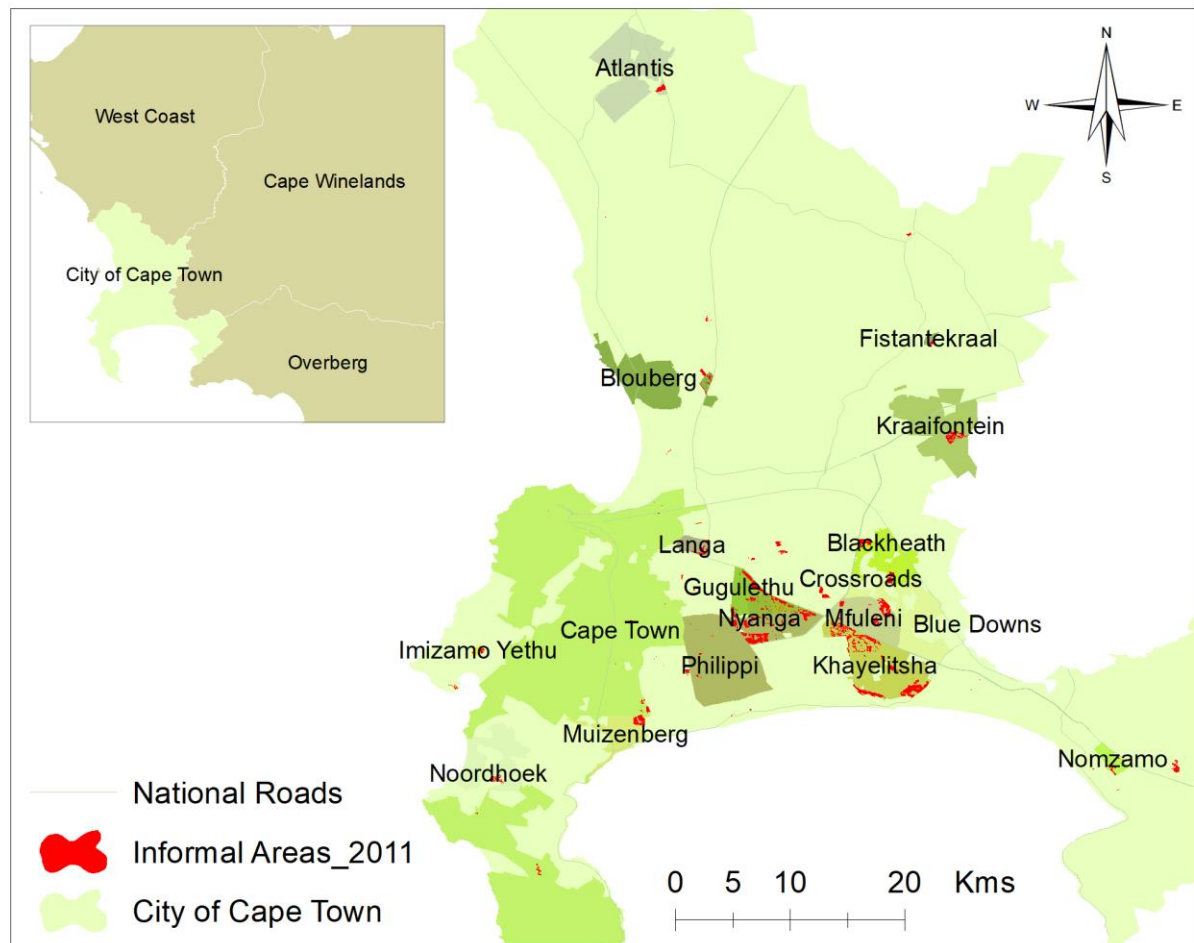 West Coast
Cape Winelands
City of Cape Town
Overberg
N
W E
S
Atlantis
Fistantekraal
Blouberg
Kraaifontein
Langa
Blackheath
Gugulethu
Crossroads
Nyanga
Mfuleni
Blue Downs
Cape Town
Imizamo Yethu
Philippi
Khayelitsha
Muizenberg
Noordhoek
Nomzamo
National Roads
Informal Areas_2011
City of Cape Town
0 5 10 20 Kms